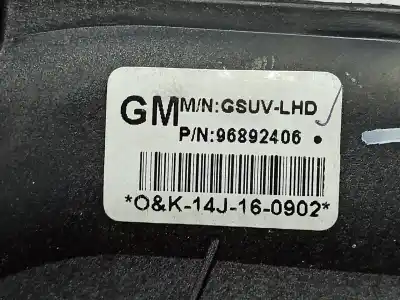 GM M/N:GSUV-LHD
P/N:96892406 •
*O&K-14J-16-0902*